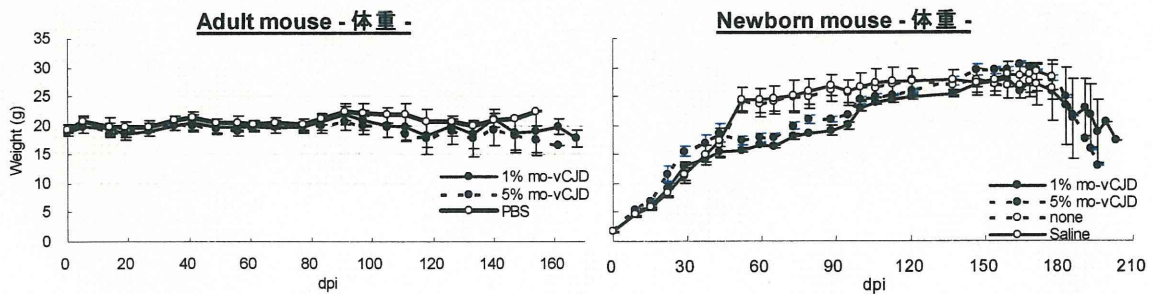 Adult mouse - 体重 -
35
30
25
20
15
10
5
0
Weight (g)
0 20 40 60 80 100 120 140 160
dpi
1% mo-vCJD
5% mo-vCJD
PBS
Newborn mouse - 体重 -
1% mo-vCJD
5% mo-vCJD
none
Saline
0 30 60 90 120 150 180 210
dpi